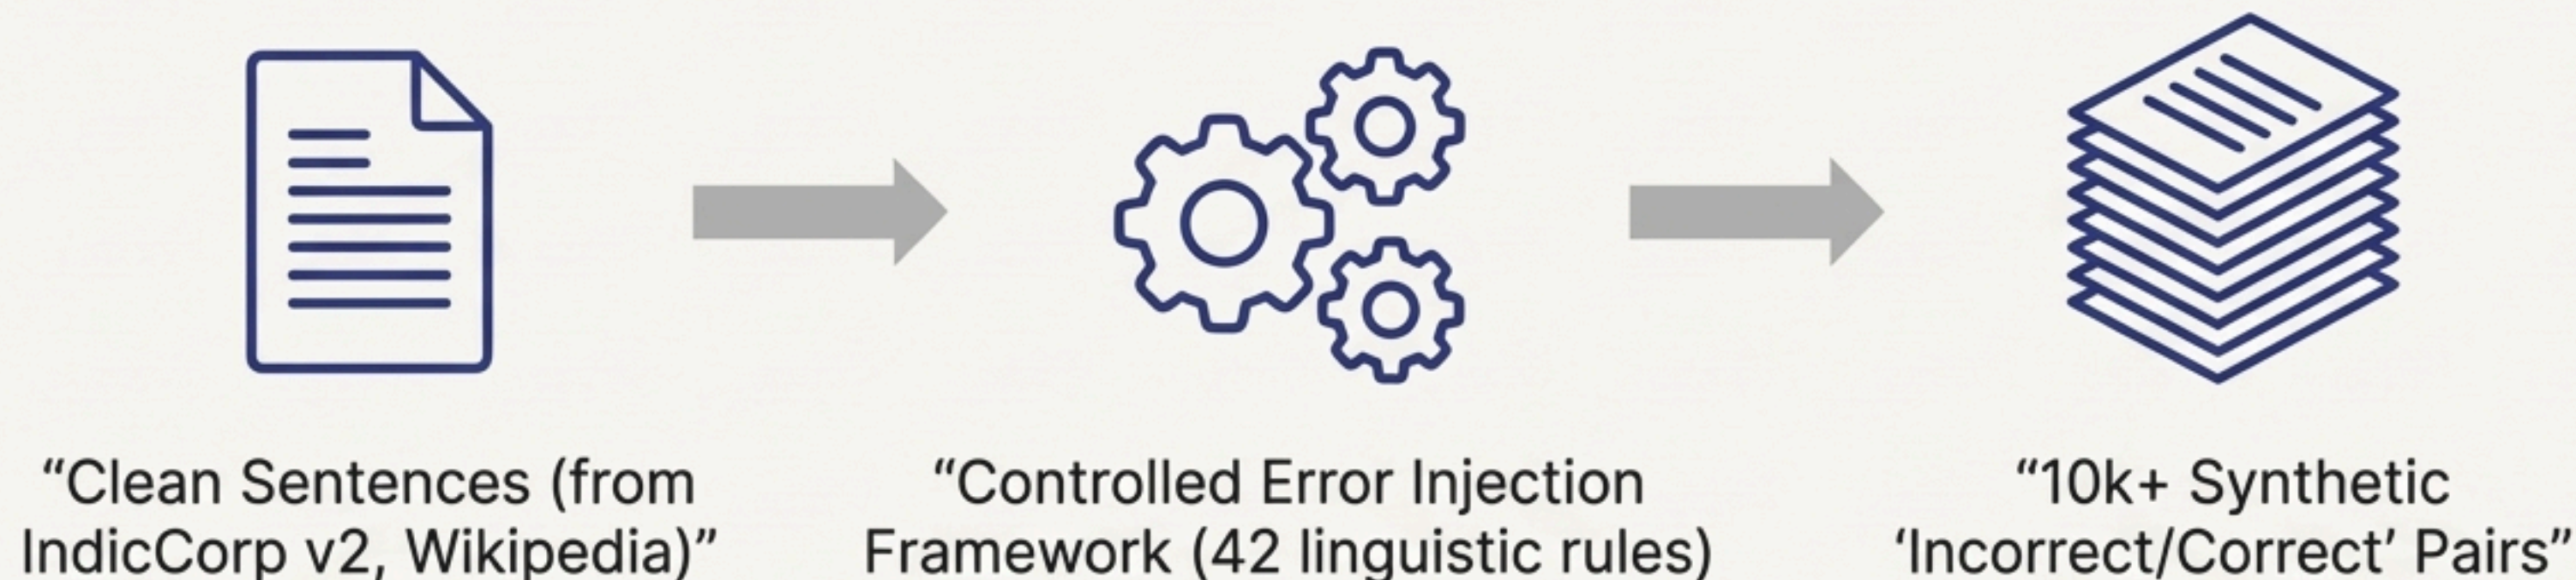 “Clean Sentences (from
IndicCorp v2, Wikipedia)”
“Controlled Error Injection
Framework (42 linguistic rules)
“10k+ Synthetic
‘Incorrect/Correct’ Pairs”